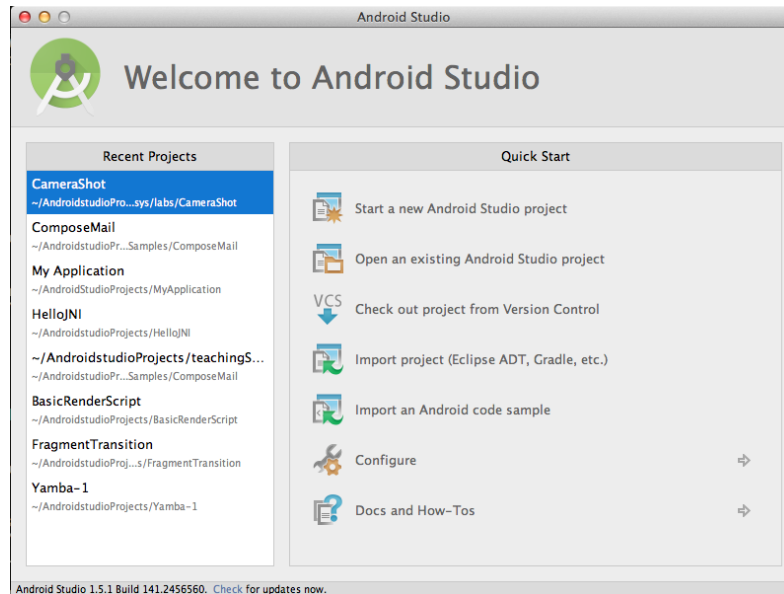 Android Studio
Welcome to Android Studio
Recent Projects
CameraShot
~/AndroidstudioPro...sys/labs/CameraShot
ComposeMail
~/AndroidstudioPr...Samples/ComposeMail
My Application
~/AndroidStudioProjects/MyApplication
HelloJNI
~/AndroidstudioProjects/HelloJNI
~/AndroidstudioProjects/teachingS...
~/AndroidstudioPr...Samples/ComposeMail
BasicRenderScript
~/AndroidstudioProjects/BasicRenderScript
FragmentTransition
~/AndroidstudioProj...s/FragmentTransition
Yamba-1
~/AndroidstudioProjects/Yamba-1
Quick Start
Start a new Android Studio project
Open an existing Android Studio project
VCS
Check out project from Version Control
Import project (Eclipse ADT, Gradle, etc.)
Import an Android code sample
Configure
Docs and How-Tos
Android Studio 1.5.1 Build 141.2456560. Check for updates now.